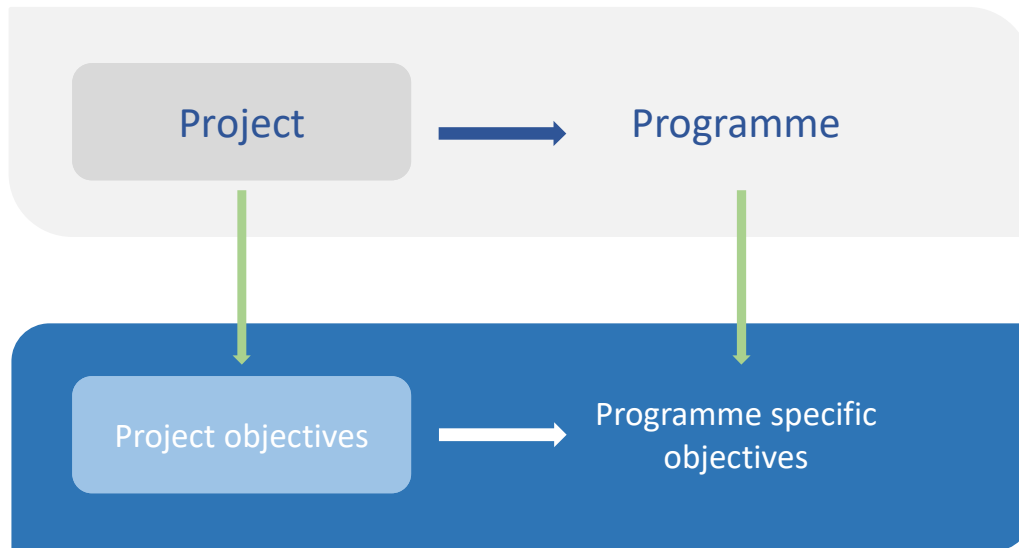 Project
Programme
Project objectives
Programme specific
objectives